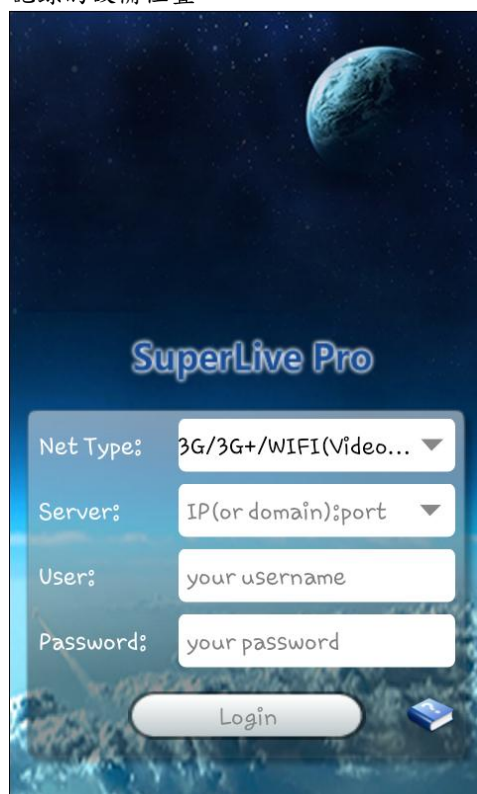 SuperLive Pro
Net Type: 3G/3G+/WIFI(Video...
Server: IP(or domain):port
User: your username
Password: your password
Login